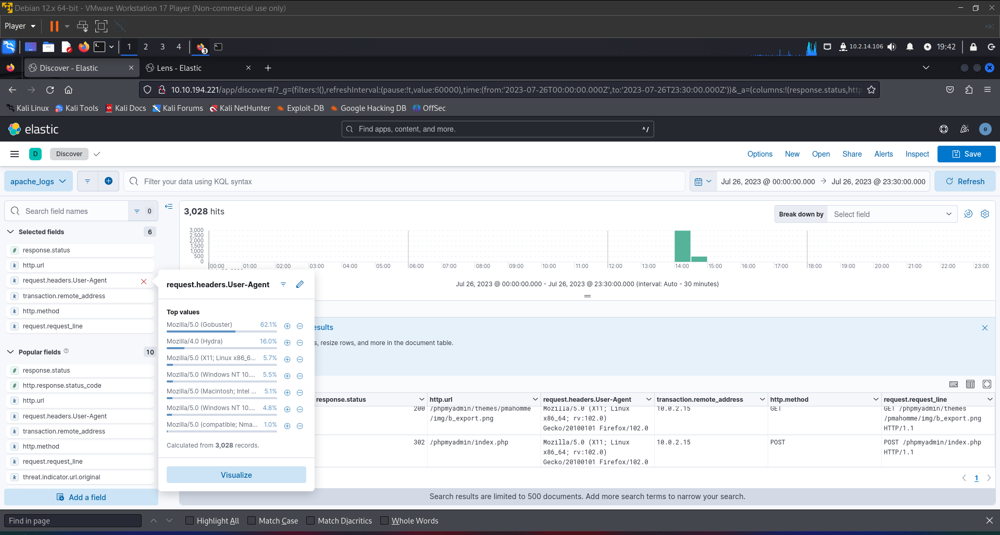 Debian 12.x 64-bit - VMware Workstation 17 Player (Non-commercial use only)
Player
1 2 3 4 3 10.2.14.106 19:42
Discover - Elastic
Lens - Elastic
10.10.194.221/app/discover#/?_g=(filters:!(),refreshInterval:(pause:!t,value:60000),time:(from:'2023-07-26T00:00:00.000Z',to:'2023-07-26T23:30:00.000Z'))&_a=(columns:!(response.status,http
Kali Linux Kali Tools Kali Docs Kali Forums Kali NetHunter Exploit-DB Google Hacking DB OffSec
elastic
Find apps, content, and more. ^/
e
D Discover
Options New Open Share Alerts Inspect Save
apache_logs
Filter your data using KQL syntax
Jul 26, 2023 @ 00:00:00.000 → Jul 26, 2023 @ 23:30:00.000
Refresh
Search field names 0
Selected fields 6
# response.status
k http.url
k request.headers.User-Agent
k transaction.remote_address
k http.method
k request.request_line
Popular fields 10
# response.status
# http.response.status_code
k http.url
k request.headers.User-Agent
k transaction.remote_address
k http.method
k request.request_line
k threat.indicator.url.original
Add a field
3,028 hits
Break down by Select field
3,000
2,500
2,000
1,500
1,000
500
0
00:00 01:00 02:00 03:00 04:00 05:00 06:00 07:00 08:00 09:00 10:00 11:00 12:00 13:00 14:00 15:00 16:00 17:00 18:00 19:00 20:00 21:00 22:00 23:00
Jul 26, 2023 @ 00:00:00.000 - Jul 26, 2023 @ 23:30:00.000 (interval: Auto - 30 minutes)
request.headers.User-Agent
Top values
Mozilla/5.0 (Gobuster) 62.1%
Mozilla/4.0 (Hydra) 16.0%
Mozilla/5.0 (X11; Linux x86_6... 5.7%
Mozilla/5.0 (Windows NT 10.... 5.5%
Mozilla/5.0 (Macintosh; Intel ... 5.1%
Mozilla/5.0 (Windows NT 10.... 4.8%
Mozilla/5.0 (compatible; Nma... 1.0%
Calculated from 3,028 records.
Visualize
esults
s, resize rows, and more in the document table.
response.status http.url request.headers.User-Agent transaction.remote_address http.method request.request_line
200 /phpmyadmin/themes/pmahomme Mozilla/5.0 (X11; Linux 10.0.2.15 GET GET /phpmyadmin/themes
/img/b_export.png x86_64; rv:102.0) /pmahomme/img/b_export.png
Gecko/20100101 Firefox/102.0 HTTP/1.1
302 /phpmyadmin/index.php Mozilla/5.0 (X11; Linux 10.0.2.15 POST POST /phpmyadmin/index.php
x86_64; rv:102.0) HTTP/1.1
Gecko/20100101 Firefox/102.0
1
Search results are limited to 500 documents. Add more search terms to narrow your search.
Find in page
Highlight All Match Case Match Diacritics Whole Words